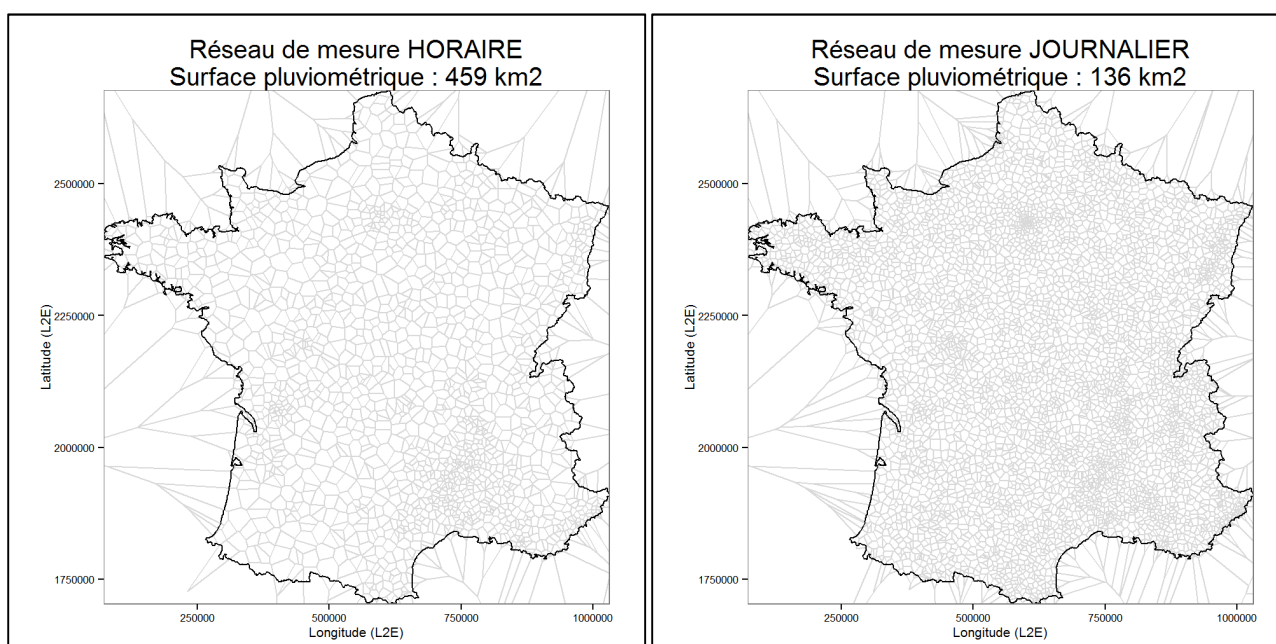 Réseau de mesure HORAIRE
Surface pluviométrique : 459 km2
2500000
2250000
2000000
1750000
Latitude (L2E)
250000
500000
750000
1000000
Longitude (L2E)
Réseau de mesure JOURNALIER
Surface pluviométrique : 136 km2
2500000
2250000
2000000
1750000
Latitude (L2E)
250000
500000
750000
1000000
Longitude (L2E)